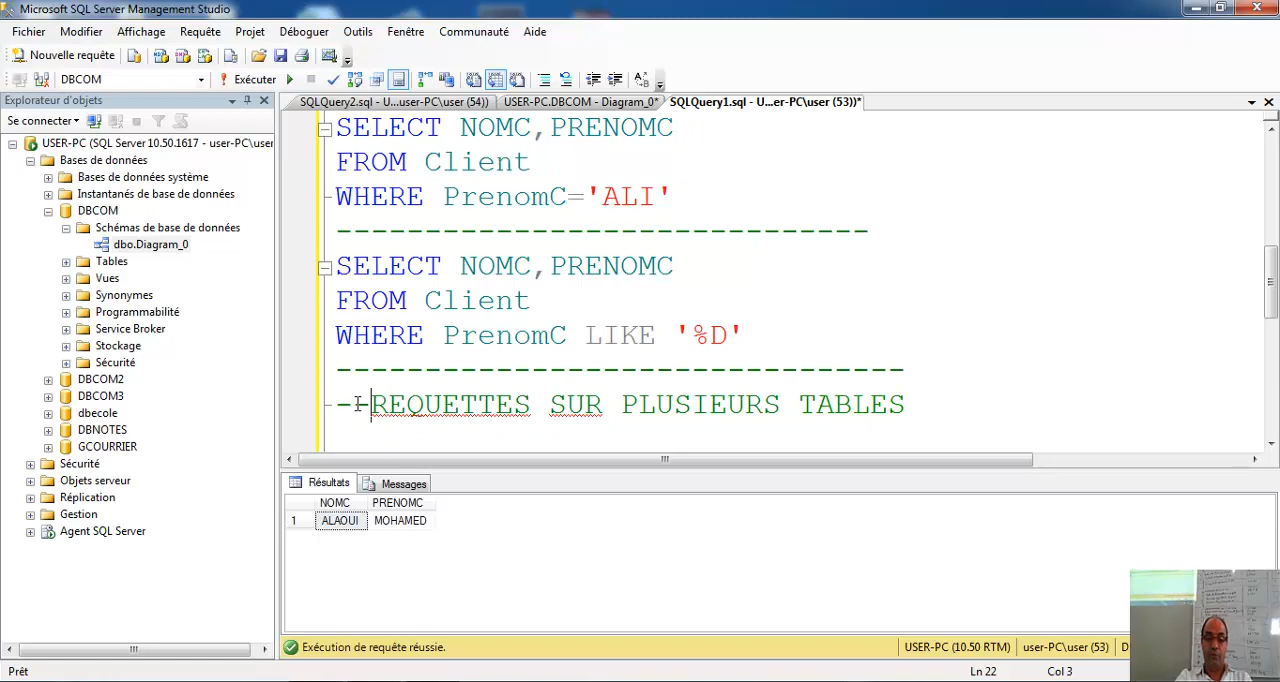 Microsoft SQL Server Management Studio
Fichier Modifier Affichage Requête Projet Déboguer Outils Fenêtre Communauté Aide
Nouvelle requête
DBCOM Exécuter
Explorateur d'objets
SQLQuery2.sql - U...user-PC\user (54)) USER-PC.DBCOM - Diagram_0* SQLQuery1.sql - U...er-PC\user (53))*
Se connecter
USER-PC (SQL Server 10.50.1617 - user-PC\user
Bases de données
Bases de données système
Instantanés de base de données
DBCOM
Schémas de base de données
dbo.Diagram_0
Tables
Vues
Synonymes
Programmabilité
Service Broker
Stockage
Sécurité
DBCOM2
DBCOM3
dbecole
DBNOTES
GCOURRIER
Sécurité
Objets serveur
Réplication
Gestion
Agent SQL Server
SELECT NOMC,PRENOMC
FROM Client
WHERE PrenomC='ALI'
------------------------------
SELECT NOMC,PRENOMC
FROM Client
WHERE PrenomC LIKE '%D'
--------------------------------
--REQUETTES SUR PLUSIEURS TABLES
Résultats Messages
NOMC PRENOMC
1 ALAOUI MOHAMED
Exécution de requête réussie. USER-PC (10.50 RTM) user-PC\user (53) D
Prêt Ln 22 Col 3